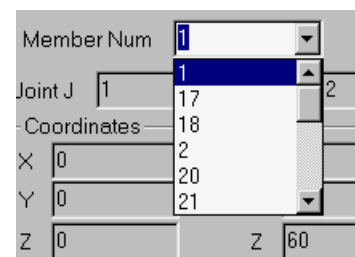 Member Num 1
1
Joint J 1 2
17
Coordinates 18
2
X 0
20
Y 0 21
Z 0 Z 60